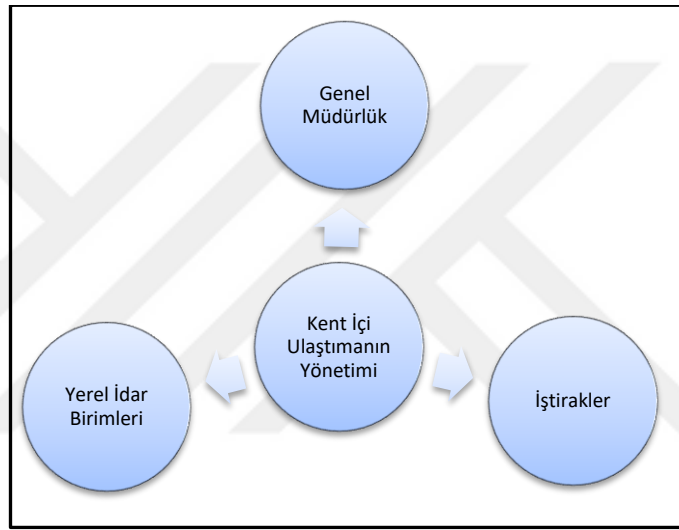 Genel
Müdürlük
Kent İçi
Ulaştımanın
Yönetimi
Yerel İdar
Birimleri
İştirakler